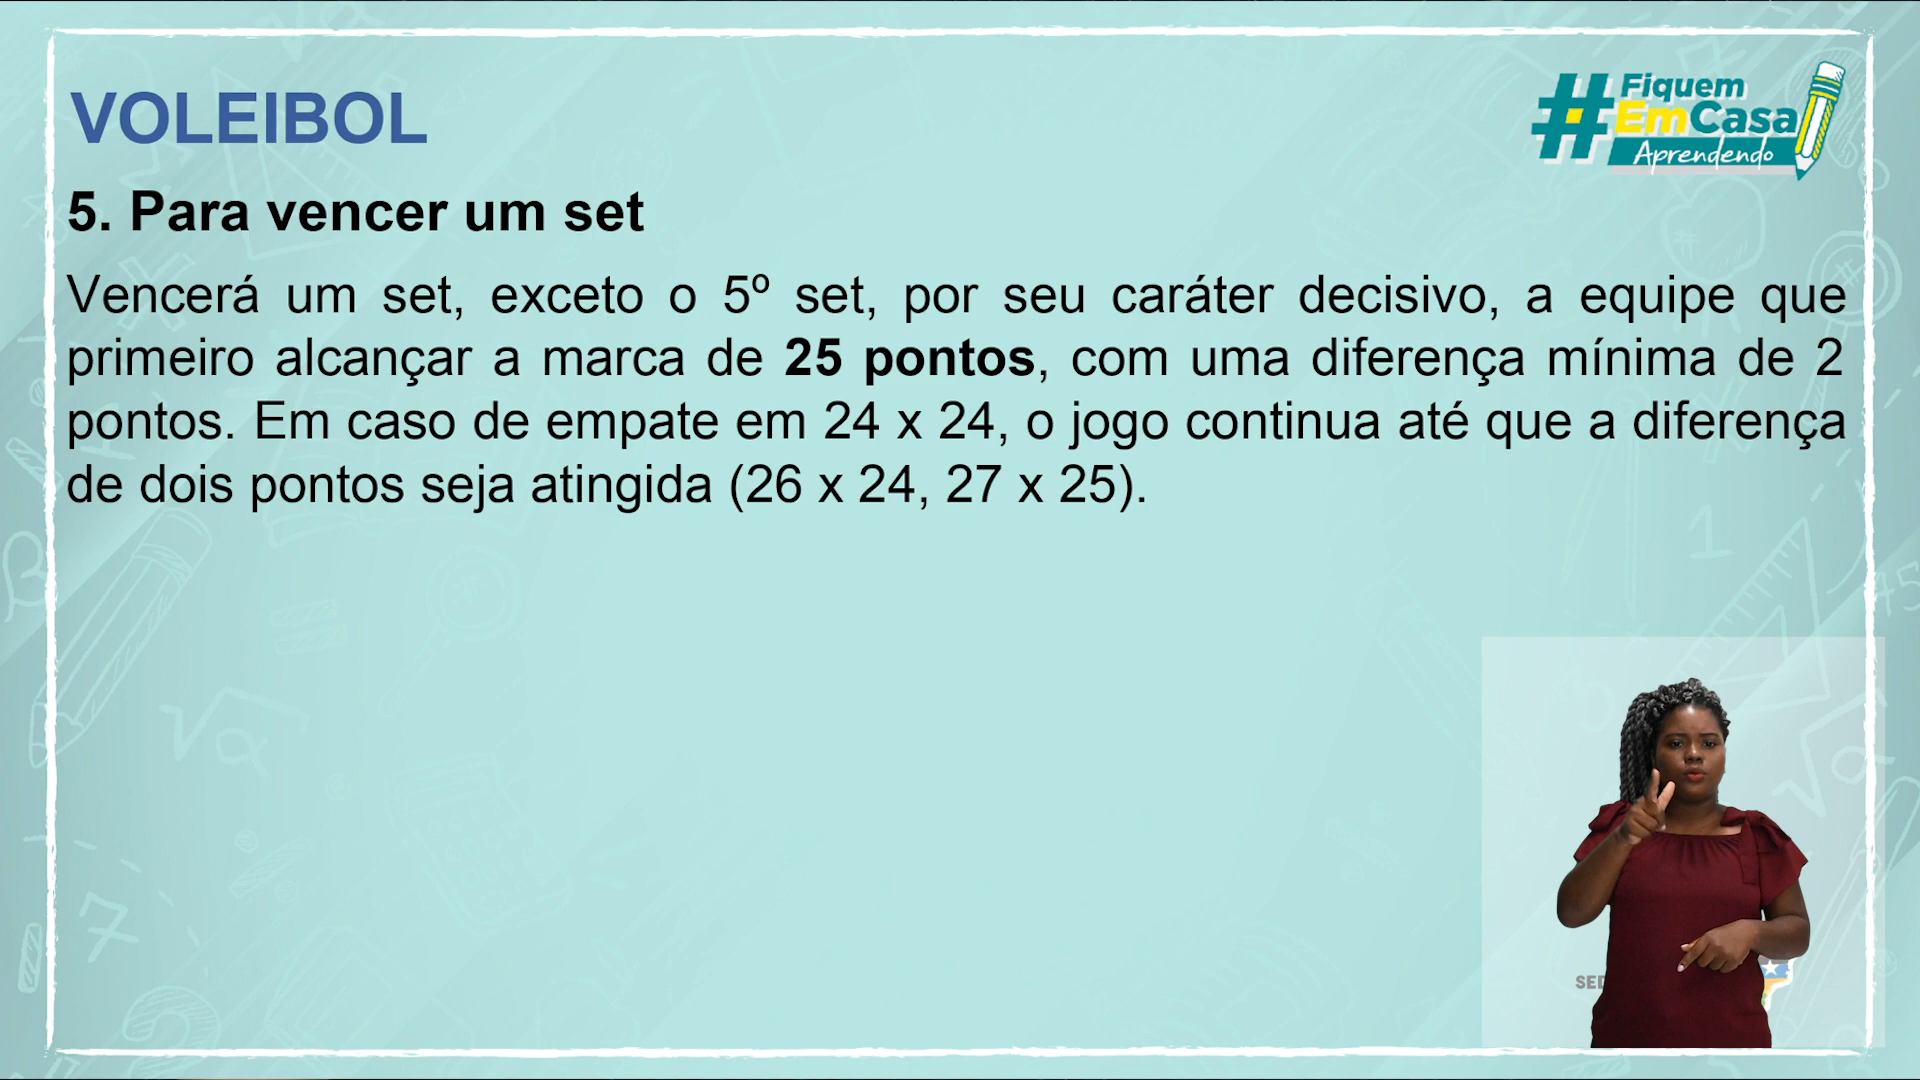 VOLEIBOL
#Fiquem
EmCasa
Aprendendo
5. Para vencer um set
Vencerá um set, exceto o 5º set, por seu caráter decisivo, a equipe que
primeiro alcançar a marca de 25 pontos, com uma diferença mínima de 2
pontos. Em caso de empate em 24 x 24, o jogo continua até que a diferença
de dois pontos seja atingida (26 x 24, 27 x 25).